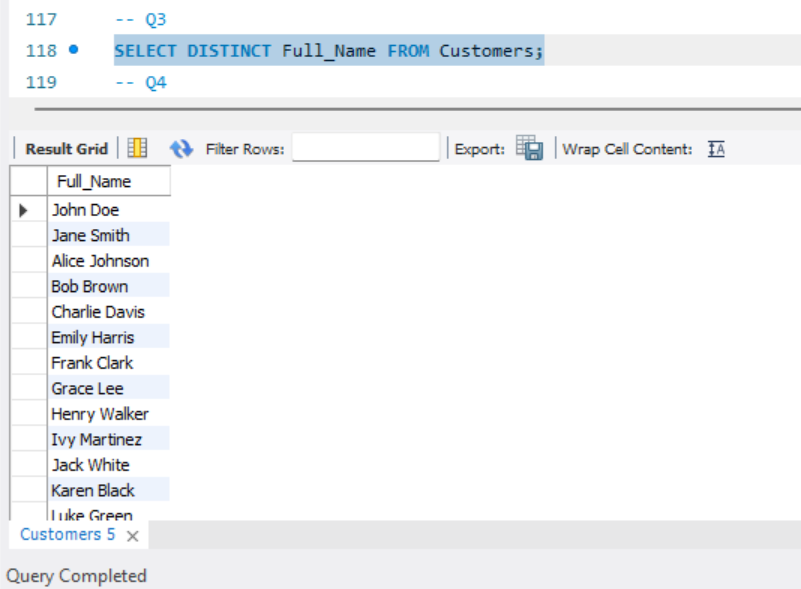 117 -- Q3
118 SELECT DISTINCT Full_Name FROM Customers;
119 -- Q4
Result Grid Filter Rows: Export: Wrap Cell Content: IA
Full_Name
John Doe
Jane Smith
Alice Johnson
Bob Brown
Charlie Davis
Emily Harris
Frank Clark
Grace Lee
Henry Walker
Ivy Martinez
Jack White
Karen Black
Luke Green
Customers 5
Query Completed